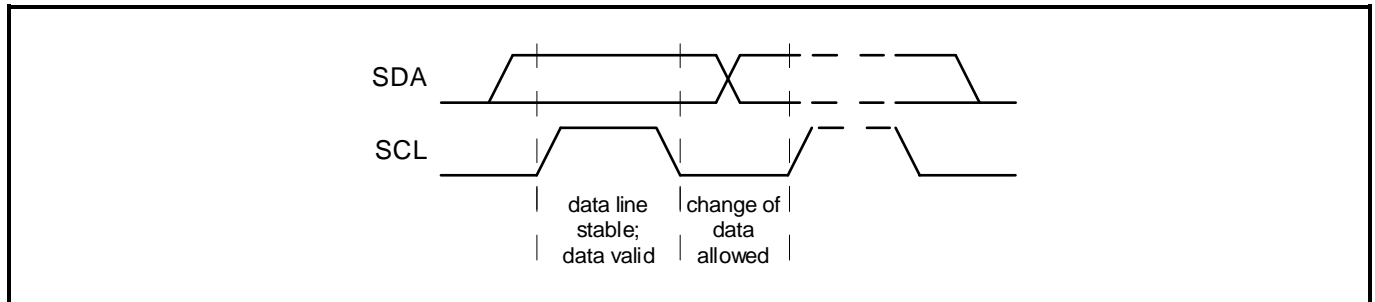 SDA
SCL
data line
stable;
data valid
change of
data
allowed